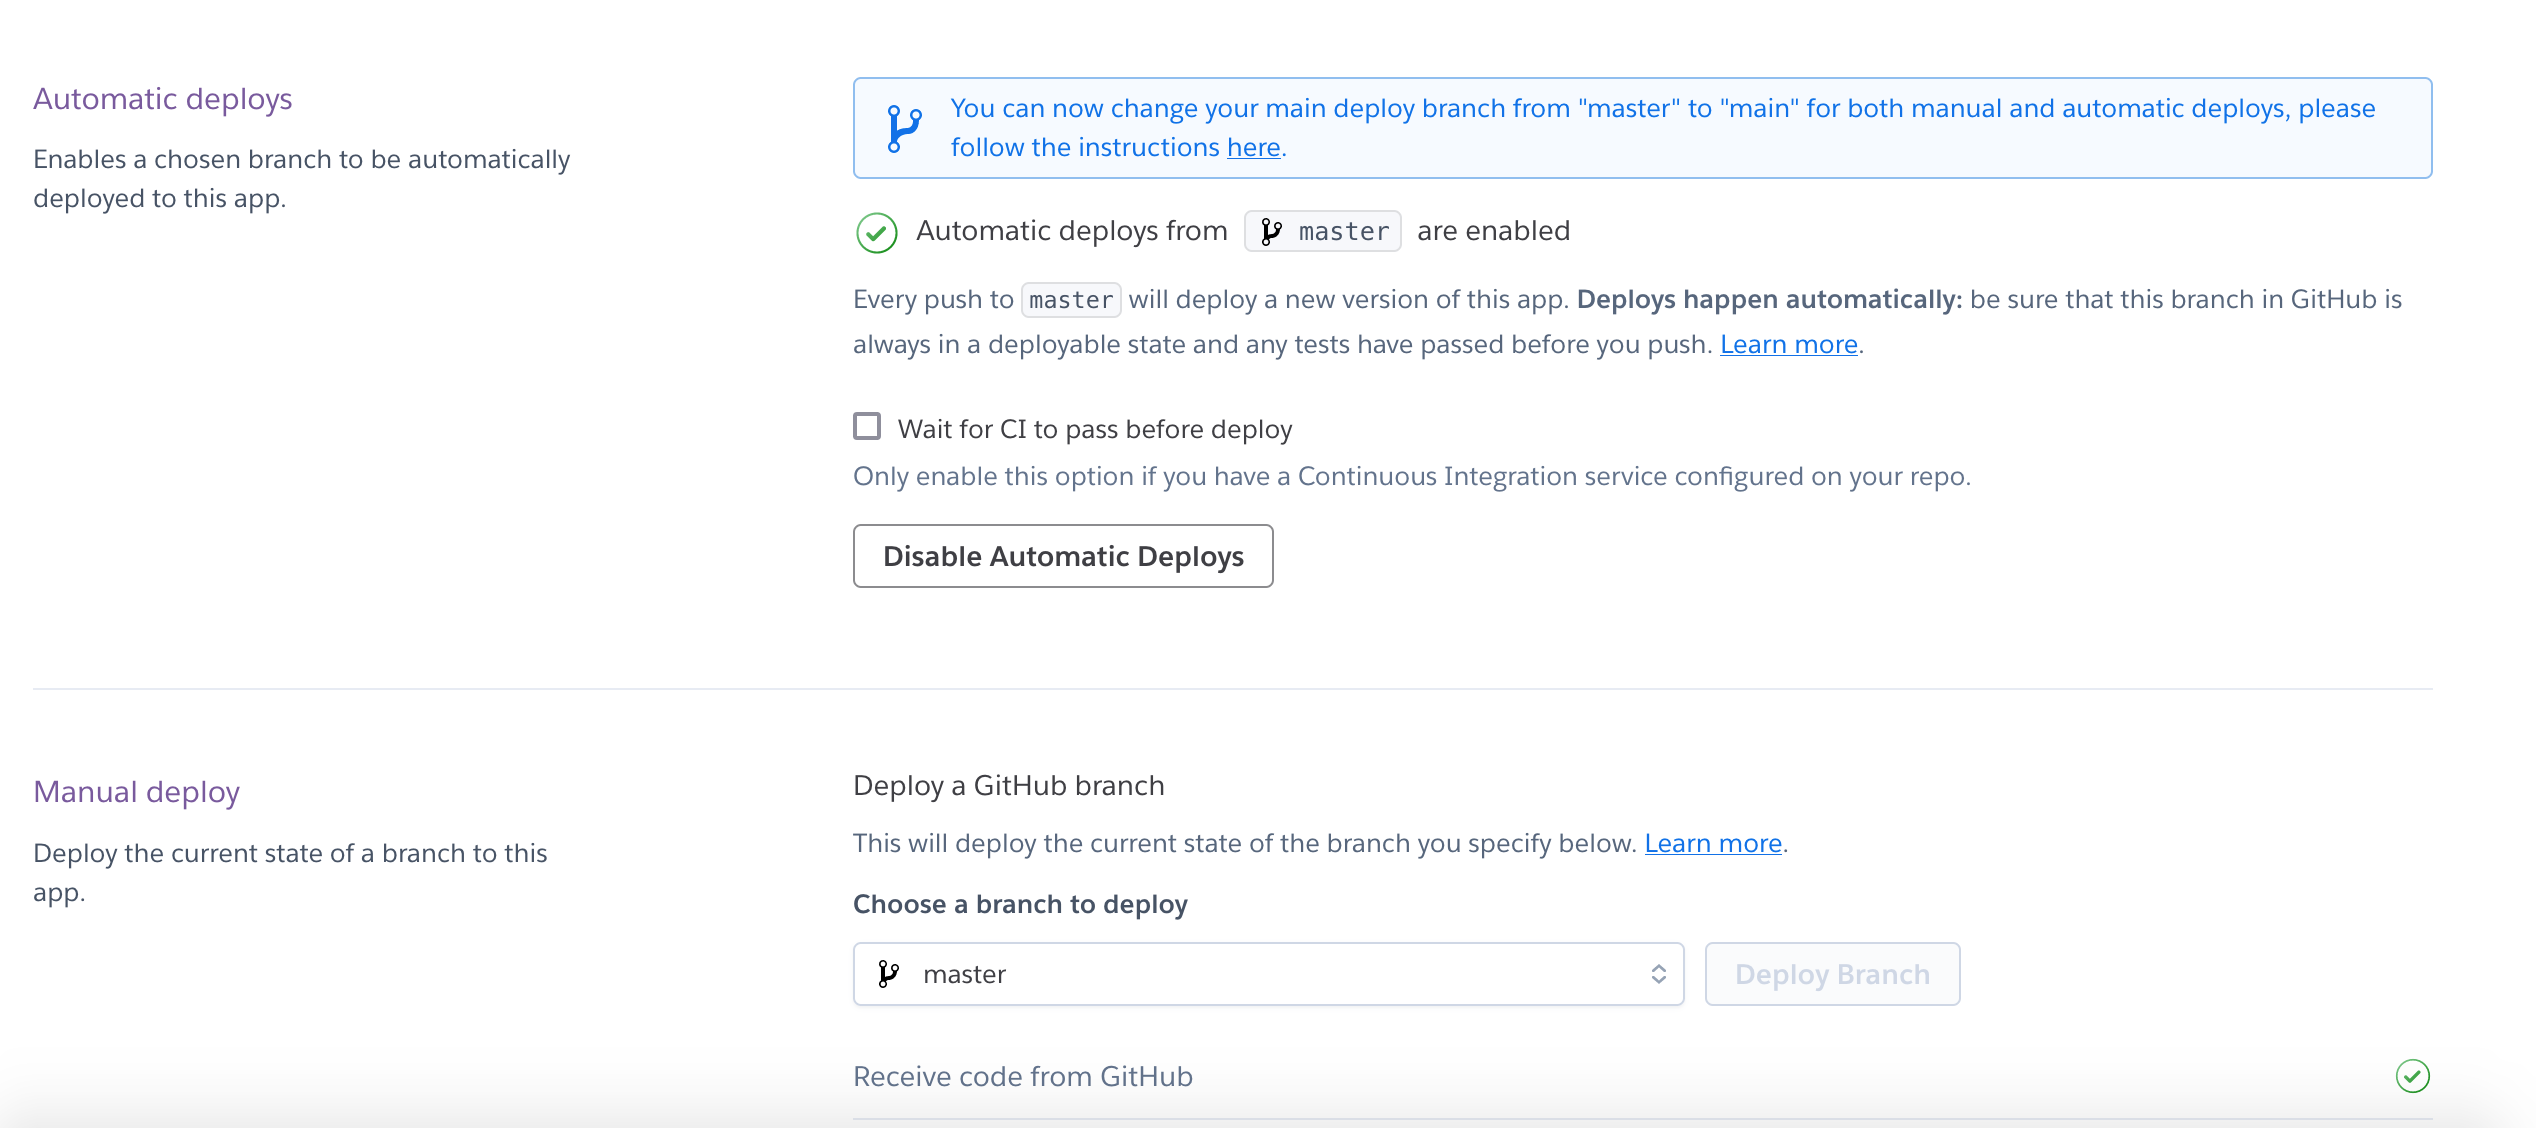 Automatic deploys
Enables a chosen branch to be automatically
deployed to this app.
You can now change your main deploy branch from "master" to "main" for both manual and automatic deploys, please
follow the instructions here.
Automatic deploys from master are enabled
Every push to master will deploy a new version of this app. Deploys happen automatically: be sure that this branch in GitHub is
always in a deployable state and any tests have passed before you push. Learn more.
Wait for CI to pass before deploy
Only enable this option if you have a Continuous Integration service configured on your repo.
Disable Automatic Deploys
Manual deploy
Deploy the current state of a branch to this
app.
Deploy a GitHub branch
This will deploy the current state of the branch you specify below. Learn more.
Choose a branch to deploy
master
Deploy Branch
Receive code from GitHub